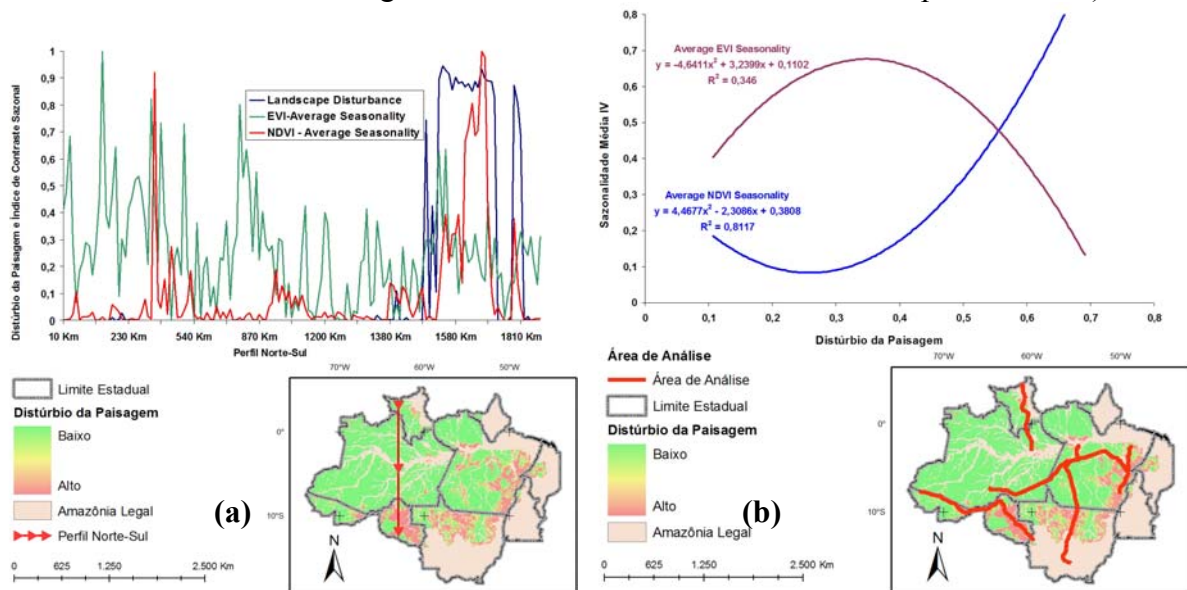 Distúrbio da Paisagem e Índice de Contraste Sazonal
1
0,9
0,8
0,7
0,6
0,5
0,4
0,3
0,2
0,1
0
Landscape Disturbance
EVI-Average Seasonality
NDVI - Average Seasonality
10 Km 230 Km 390 Km 540 Km 870 Km 1200 Km 1380 Km 1580 Km 1810 Km
Perfil Norte-Sul
Limite Estadual
Distúrbio da Paisagem
Baixo
Alto
Amazônia Legal
Perfil Norte-Sul
0 625 1.250 2.500 Km
(a)
N
70°W 60°W 50°W
0°
10°S
Sazonalidade Média IV
0,8
0,7
0,6
0,5
0,4
0,3
0,2
0,1
0
Average EVI Seasonality
y = -4,6411x² + 3,2399x + 0,1102
R² = 0,346
Average NDVI Seasonality
y = 4,4677x² - 2,3086x + 0,3808
R² = 0,8117
0 0,1 0,2 0,3 0,4 0,5 0,6 0,7 0,8
Distúrbio da Paisagem
Área de Análise
Área de Análise
Limite Estadual
Distúrbio da Paisagem
Baixo
Alto
Amazônia Legal
0 625 1.250 2.500 Km
(b)
N
70°W 60°W 50°W
0°
10°S